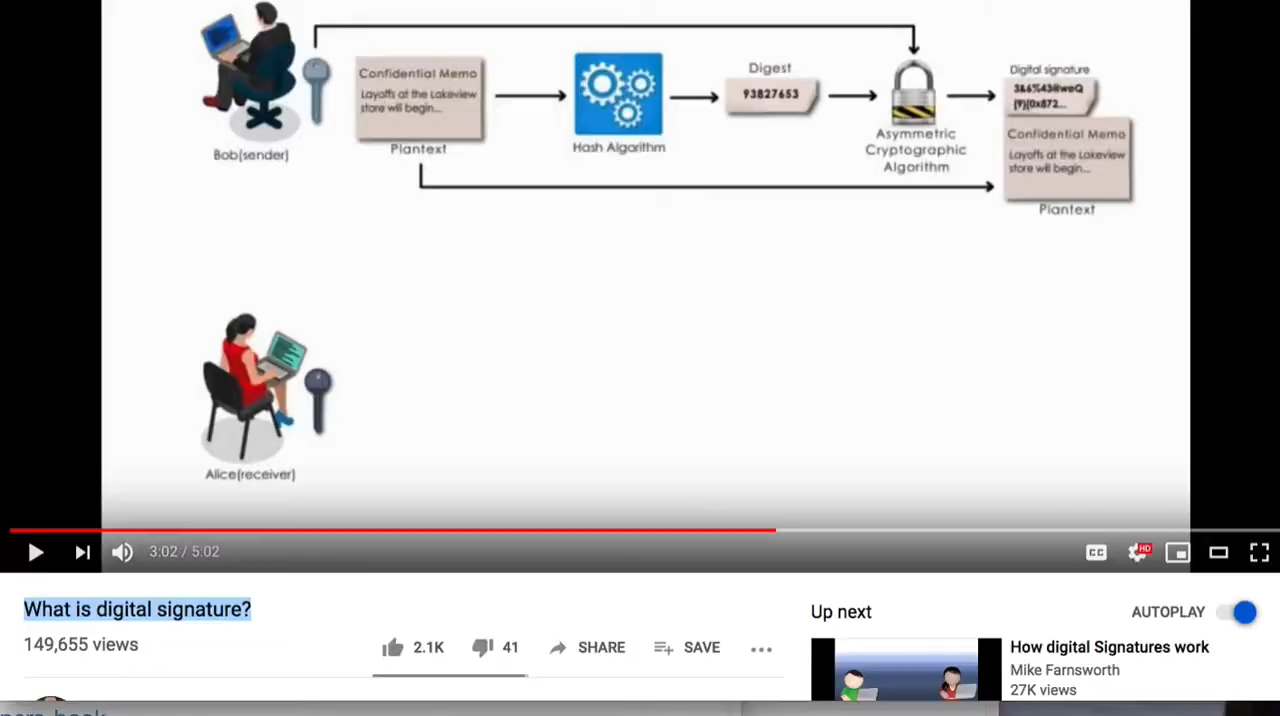 Confidential Memo
Layoffs at the Lakeview
store will begin...
Plantext
Hash Algorithm
Digest
93827653
Asymmetric
Cryptographic
Algorithm
Digital signature
Confidential Memo
Layoffs at the Lakeview
store will begin...
Plantext
Bob(sender)
Alice(receiver)
3:02 / 5:02
CC
HD
What is digital signature?
149,655 views
2.1K
41
SHARE
SAVE
Up next
AUTOPLAY
How digital Signatures work
Mike Farnsworth
27K views